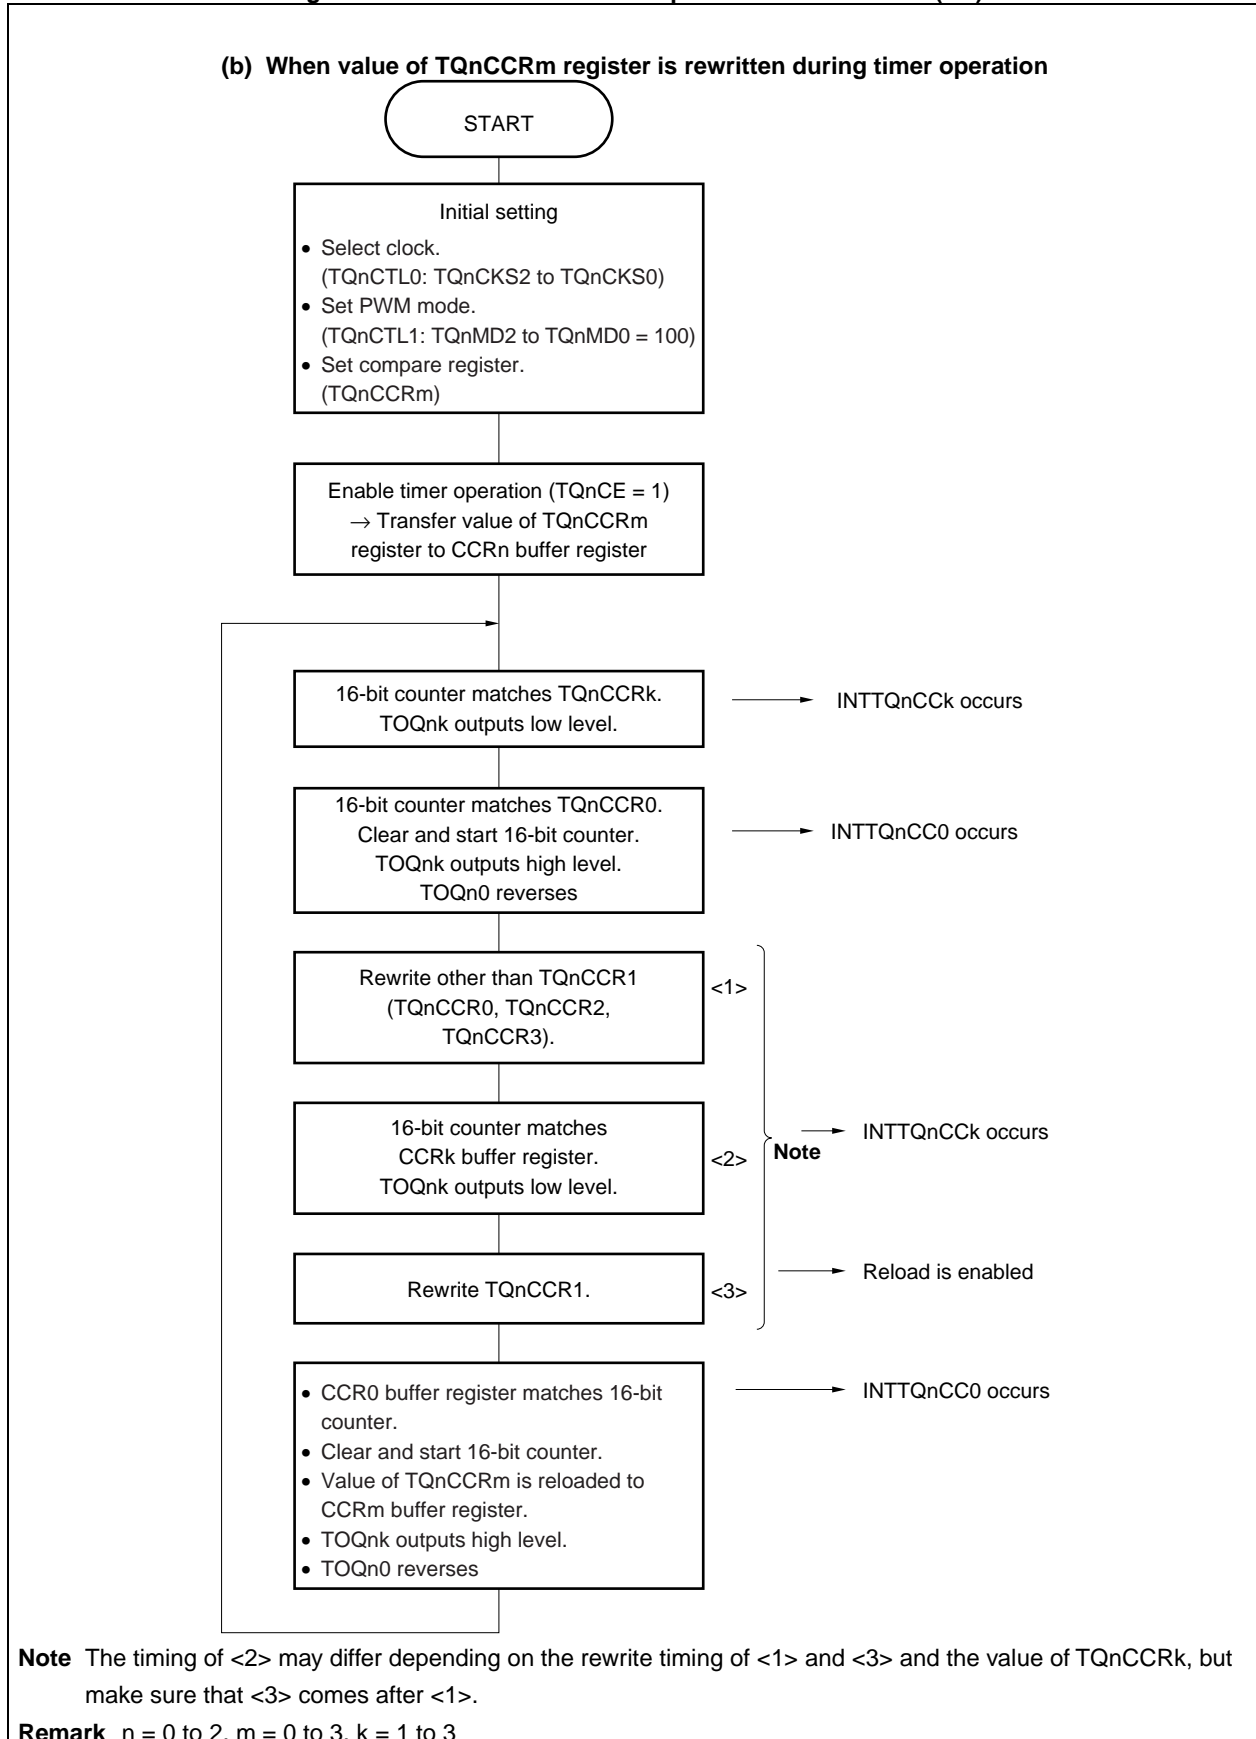 (b) When value of TQnCCRm register is rewritten during timer operation
START
Initial setting
• Select clock.
(TQnCTL0: TQnCKS2 to TQnCKS0)
• Set PWM mode.
(TQnCTL1: TQnMD2 to TQnMD0 = 100)
• Set compare register.
(TQnCCRm)
Enable timer operation (TQnCE = 1)
→ Transfer value of TQnCCRm
register to CCRn buffer register
16-bit counter matches TQnCCRk.
TOQnk outputs low level.
INTTQnCCk occurs
16-bit counter matches TQnCCR0.
Clear and start 16-bit counter.
TOQnk outputs high level.
TOQn0 reverses
INTTQnCC0 occurs
Rewrite other than TQnCCR1
(TQnCCR0, TQnCCR2,
TQnCCR3).
<1>
16-bit counter matches
CCRk buffer register.
TOQnk outputs low level.
<2>
Note
INTTQnCCk occurs
Rewrite TQnCCR1.
<3>
Reload is enabled
• CCR0 buffer register matches 16-bit
counter.
• Clear and start 16-bit counter.
• Value of TQnCCRm is reloaded to
CCRm buffer register.
• TOQnk outputs high level.
• TOQn0 reverses
INTTQnCC0 occurs
Note The timing of <2> may differ depending on the rewrite timing of <1> and <3> and the value of TQnCCRk, but
make sure that <3> comes after <1>.
Remark n = 0 to 2, m = 0 to 3, k = 1 to 3